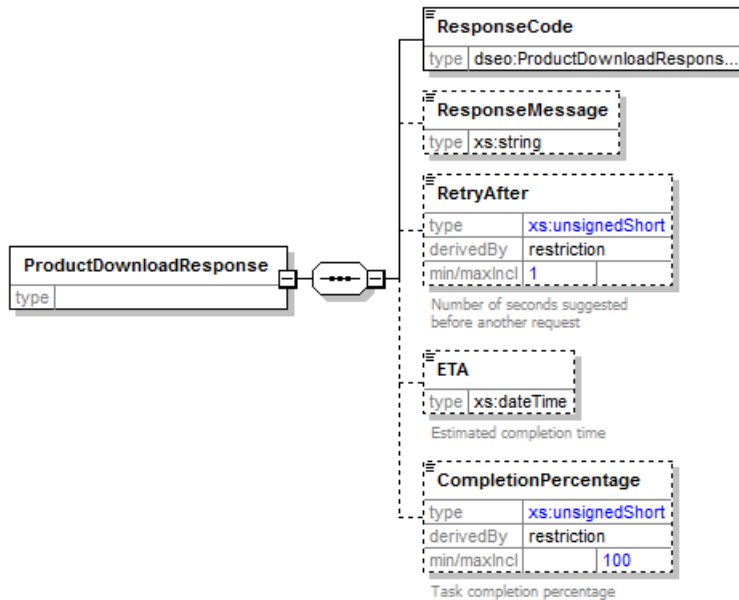 ResponseCode
type dseo:ProductDownloadRespons...
ResponseMessage
type xs:string
RetryAfter
type xs:unsignedShort
derivedBy restriction
min/maxIncl 1
Number of seconds suggested
before another request
ProductDownloadResponse
type
ETA
type xs:dateTime
Estimated completion time
CompletionPercentage
type xs:unsignedShort
derivedBy restriction
min/maxIncl 100
Task completion percentage